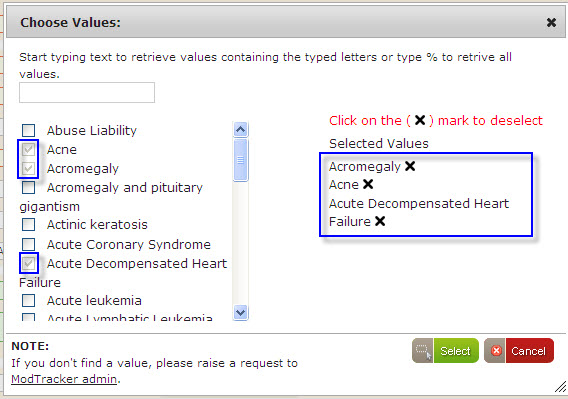 Choose Values:
Start typing text to retrieve values containing the typed letters or type % to retrive all
values.
Abuse Liability
Acne
Acromegaly
Acromegaly and pituitary
gigantism
Actinic keratosis
Acute Coronary Syndrome
Acute Decompensated Heart
Failure
Acute leukemia
Acute Lymphatic Leukemia
Click on the ( ✖ ) mark to deselect
Selected Values
Acromegaly ✖
Acne ✖
Acute Decompensated Heart
Failure ✖
NOTE:
If you don't find a value, please raise a request to
ModTracker admin.
Select
Cancel